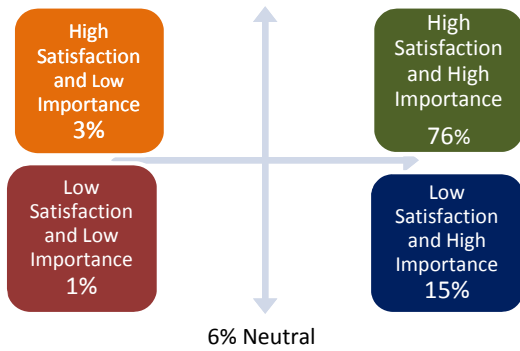 High
Satisfaction
and Low
Importance
3%
High
Satisfaction
and High
Importance
76%
Low
Satisfaction
and Low
Importance
1%
Low
Satisfaction
and High
Importance
15%
6% Neutral